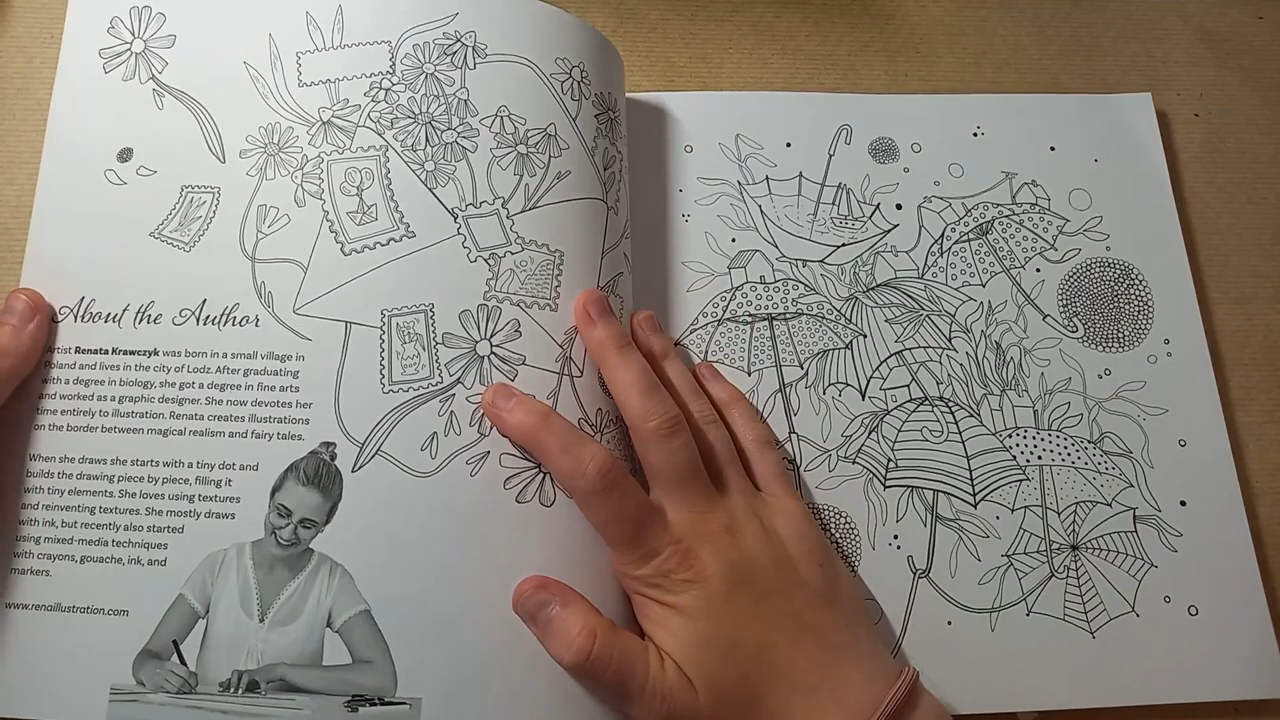 About the Author
Artist Renata Krawczyk was born in a small village in
Poland and lives in the city of Lodz. After graduating
with a degree in biology, she got a degree in fine arts
and worked as a graphic designer. She now devotes her
time entirely to illustration. Renata creates illustrations
on the border between magical realism and fairy tales.
When she draws she starts with a tiny dot and
builds the drawing piece by piece, filling it
with tiny elements. She loves using textures
and reinventing textures. She mostly draws
with ink, but recently also started
using mixed-media techniques
with crayons, gouache, ink, and
markers.
www.renaillustration.com